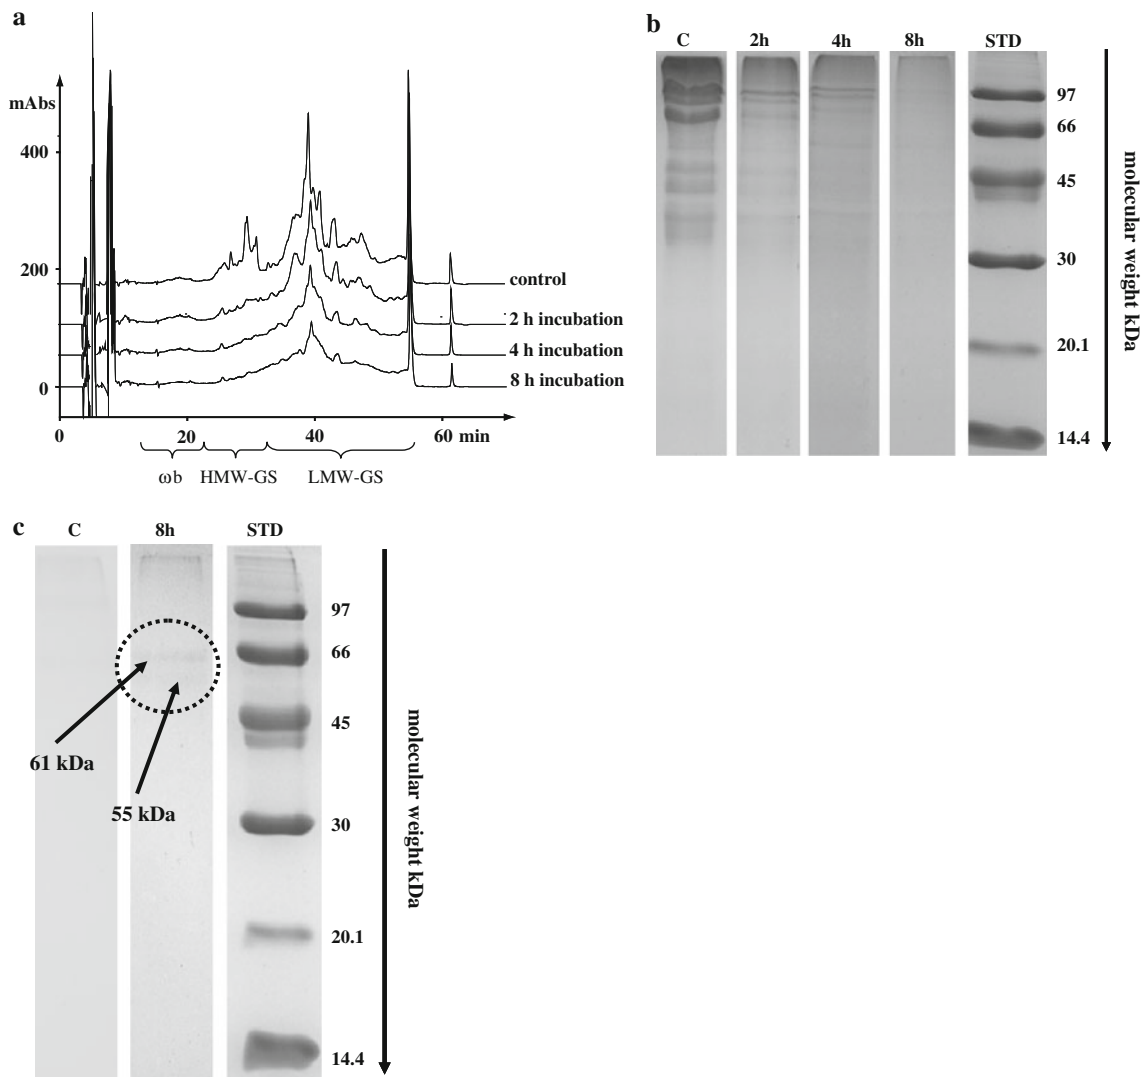 a
mAbs
400
200
0
control
2 h incubation
4 h incubation
8 h incubation
0 20 40 60 min
ωb HMW-GS LMW-GS
b
C 2h 4h 8h STD
97
66
45
30
20.1
14.4
molecular weight kDa
c
C 8h STD
97
66
45
30
20.1
14.4
61 kDa
55 kDa
molecular weight kDa